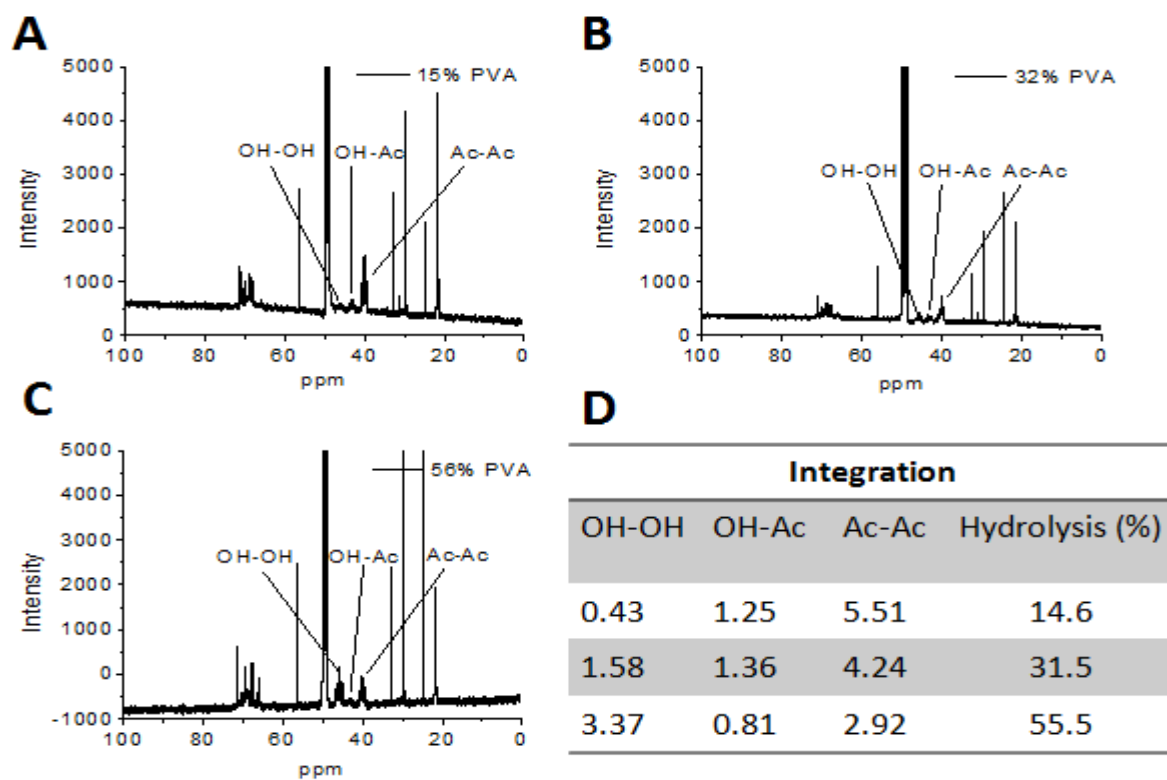 A
5000
4000
3000
2000
1000
0
Intensity
15% PVA
OH-OH
OH-Ac
Ac-Ac
100 80 60 40 20 0
ppm
B
5000
4000
3000
2000
1000
0
Intensity
32% PVA
OH-OH
OH-Ac
Ac-Ac
100 80 60 40 20 0
ppm
C
5000
4000
3000
2000
1000
0
-1000
Intensity
56% PVA
OH-OH
OH-Ac
Ac-Ac
100 80 60 40 20 0
ppm
D
Integration
OH-OH OH-Ac Ac-Ac Hydrolysis (%)
0.43 1.25 5.51 14.6
1.58 1.36 4.24 31.5
3.37 0.81 2.92 55.5